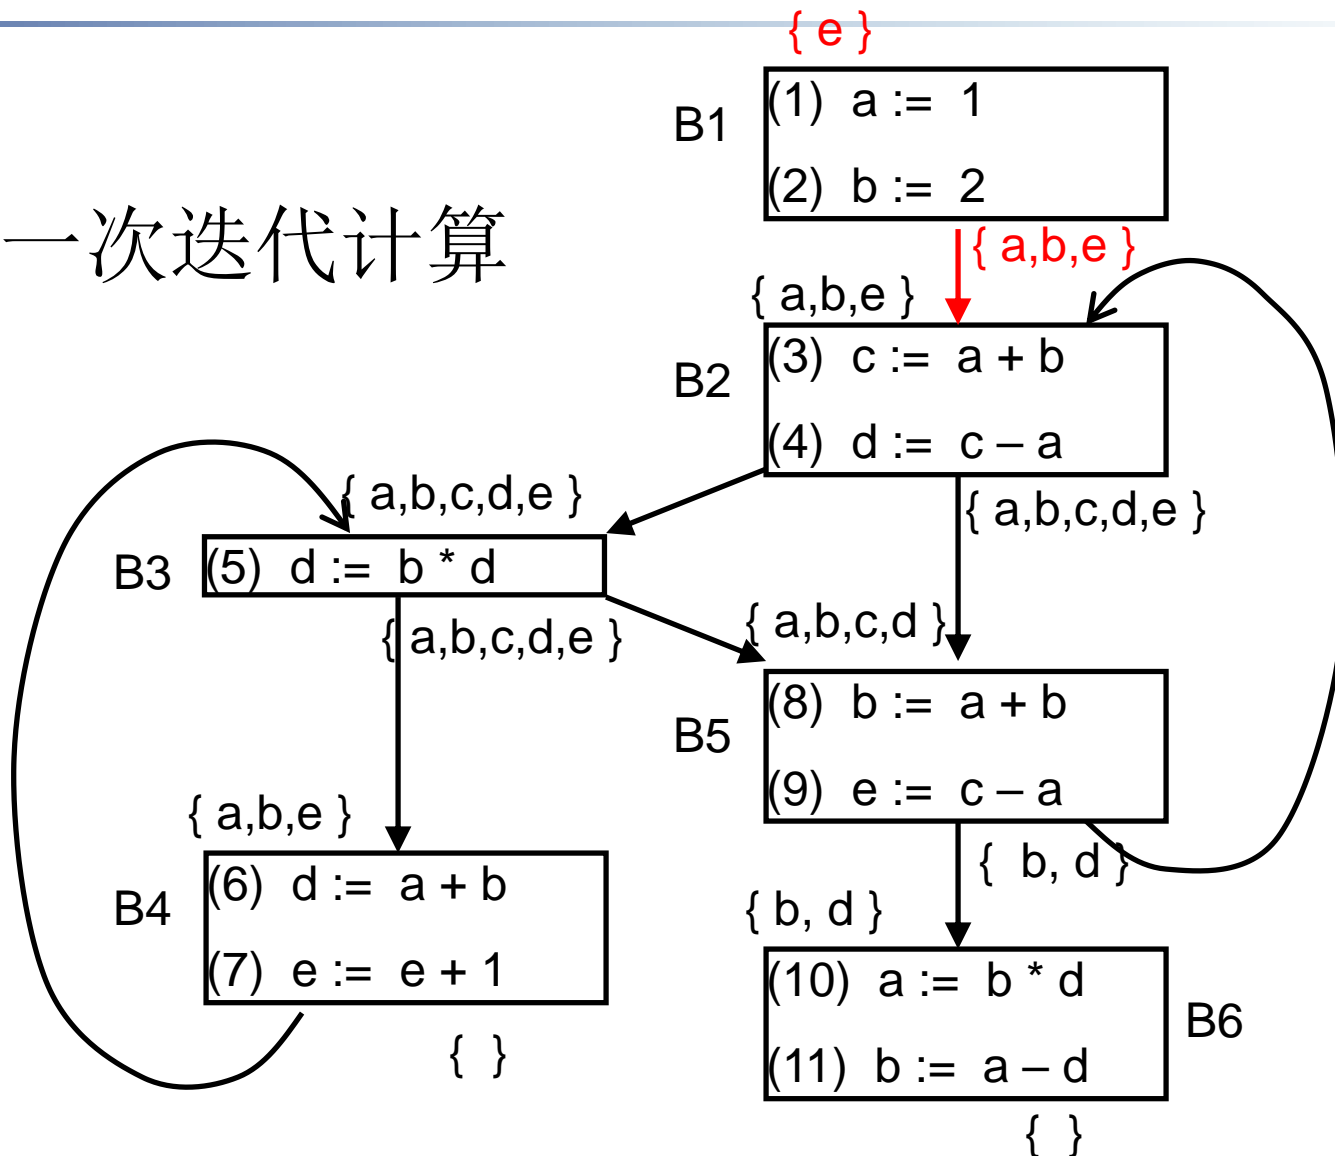 { e }
B1
(1) a := 1
(2) b := 2
一次迭代计算
{ a,b,e }
{ a,b,e }
B2
(3) c := a + b
(4) d := c – a
{ a,b,c,d,e }
{ a,b,c,d,e }
B3
(5) d := b * d
{ a,b,c,d,e }
{ a,b,c,d }
B5
(8) b := a + b
(9) e := c – a
{ a,b,e }
{ b, d }
B4
(6) d := a + b
(7) e := e + 1
{ }
{ b, d }
(10) a := b * d
(11) b := a – d
B6
{ }